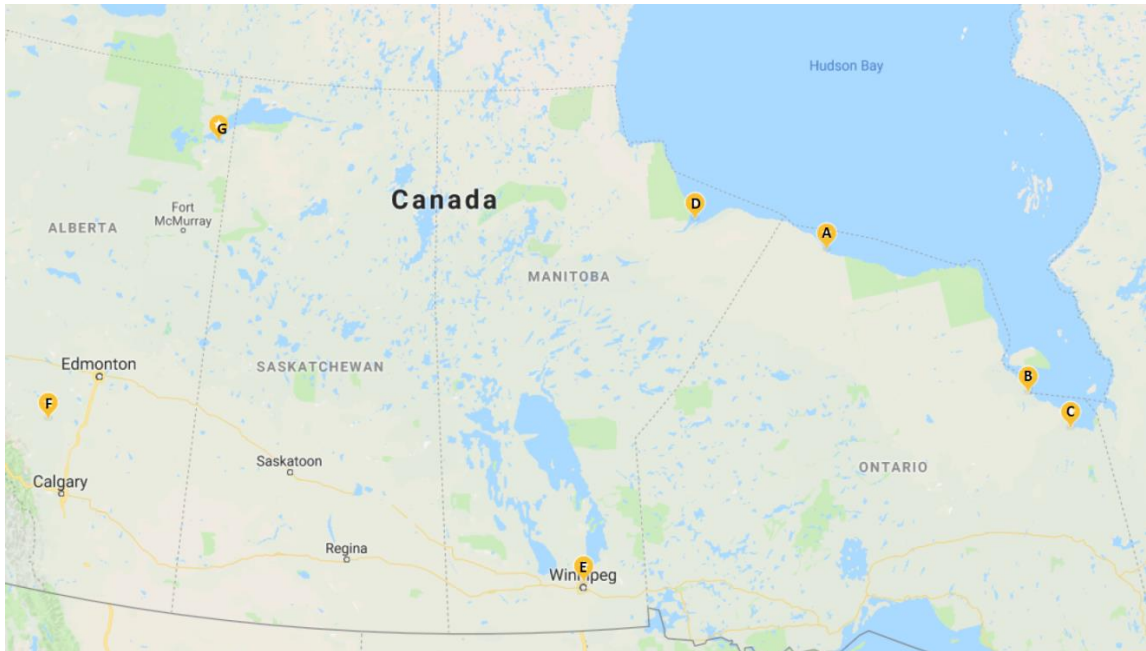 Hudson Bay
G
Canada
Fort
McMurray
ALBERTA
D
A
MANITOBA
Edmonton
SASKATCHEWAN
B
F
C
Saskatoon
ONTARIO
Calgary
Regina
E
Winnipeg